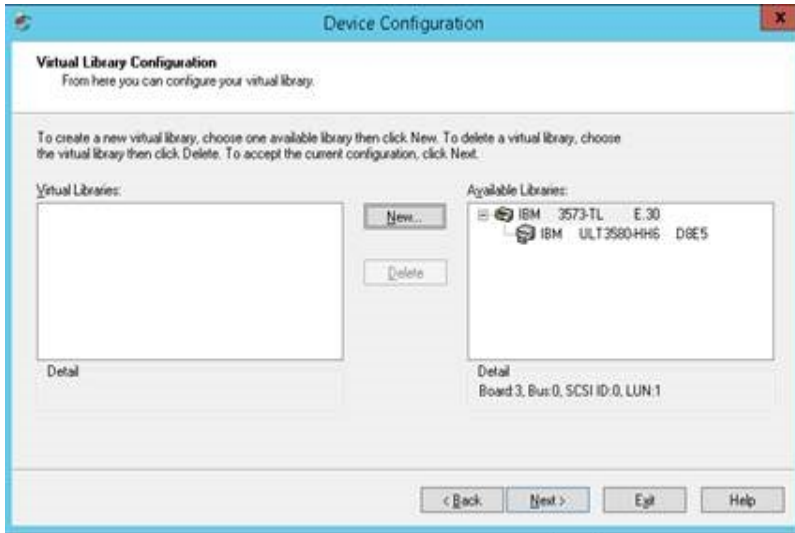 Device Configuration
x
Virtual Library Configuration
From here you can configure your virtual library.
To create a new virtual library, choose one available library then click New. To delete a virtual library, choose
the virtual library then click Delete. To accept the current configuration, click Next.
Virtual Libraries:
New...
Delete
Available Libraries:
IBM 3573-TL E.30
IBM ULT3580-HH6 D8E5
Detail
Detail
Board:3, Bus:0, SCSI ID:0, LUN:1
< Back
Next >
Exit
Help